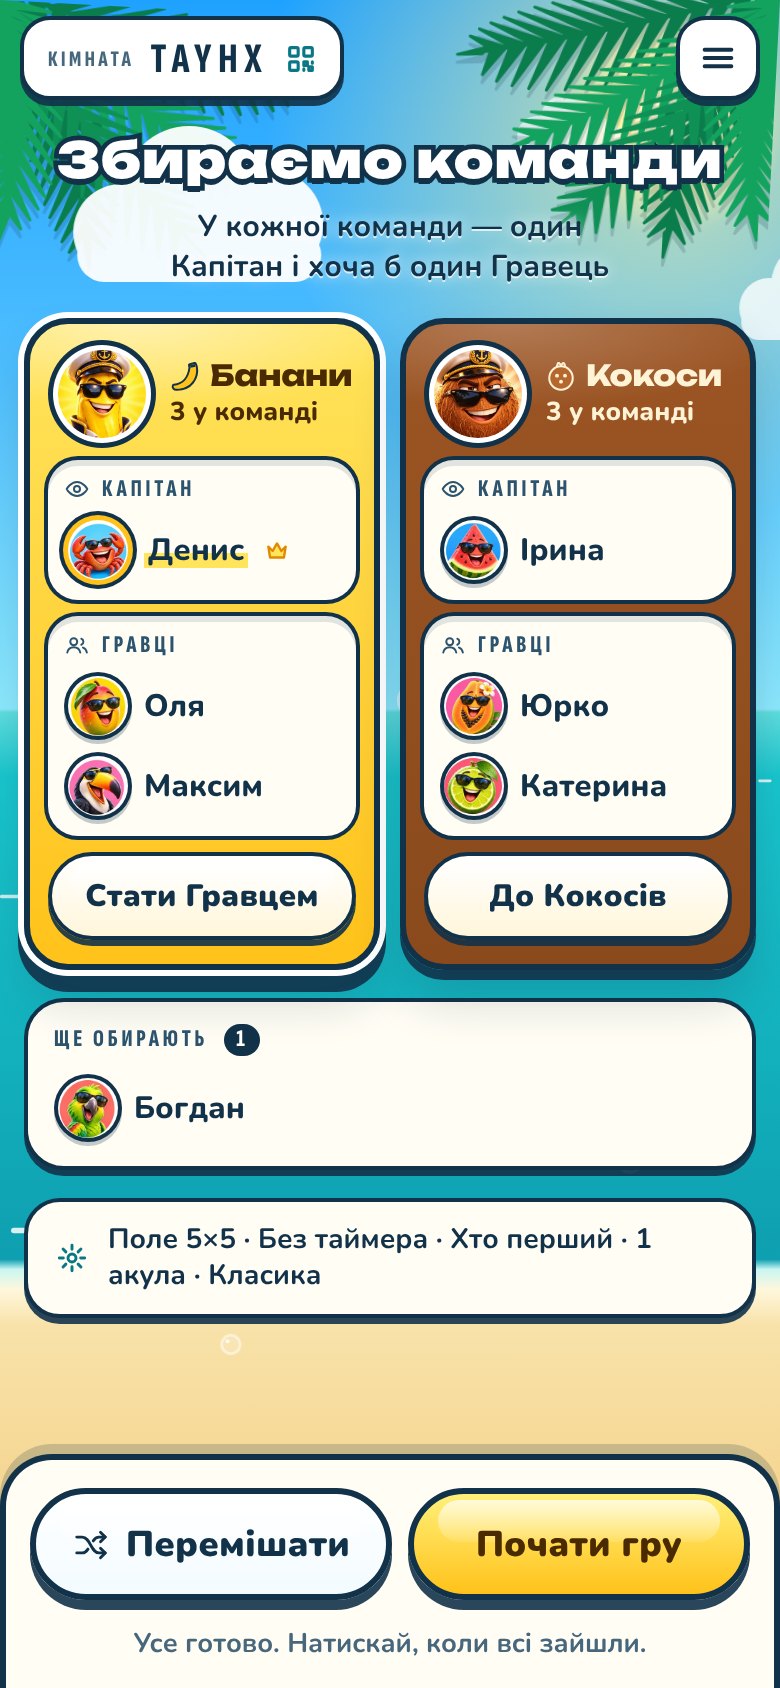 КІМНАТА TAYHX
Збираємо команди
У кожної команди — один
Капітан і хоча б один Гравець
Банани
3 у команді
КАПІТАН
Денис
ГРАВЦІ
Оля
Максим
Стати Гравцем
Кокоси
3 у команді
КАПІТАН
Ірина
ГРАВЦІ
Юрко
Катерина
До Кокосів
ЩЕ ОБИРАЮТЬ 1
Богдан
Поле 5×5 · Без таймера · Хто перший · 1
акула · Класика
Перемішати
Почати гру
Усе готово. Натискай, коли всі зайшли.